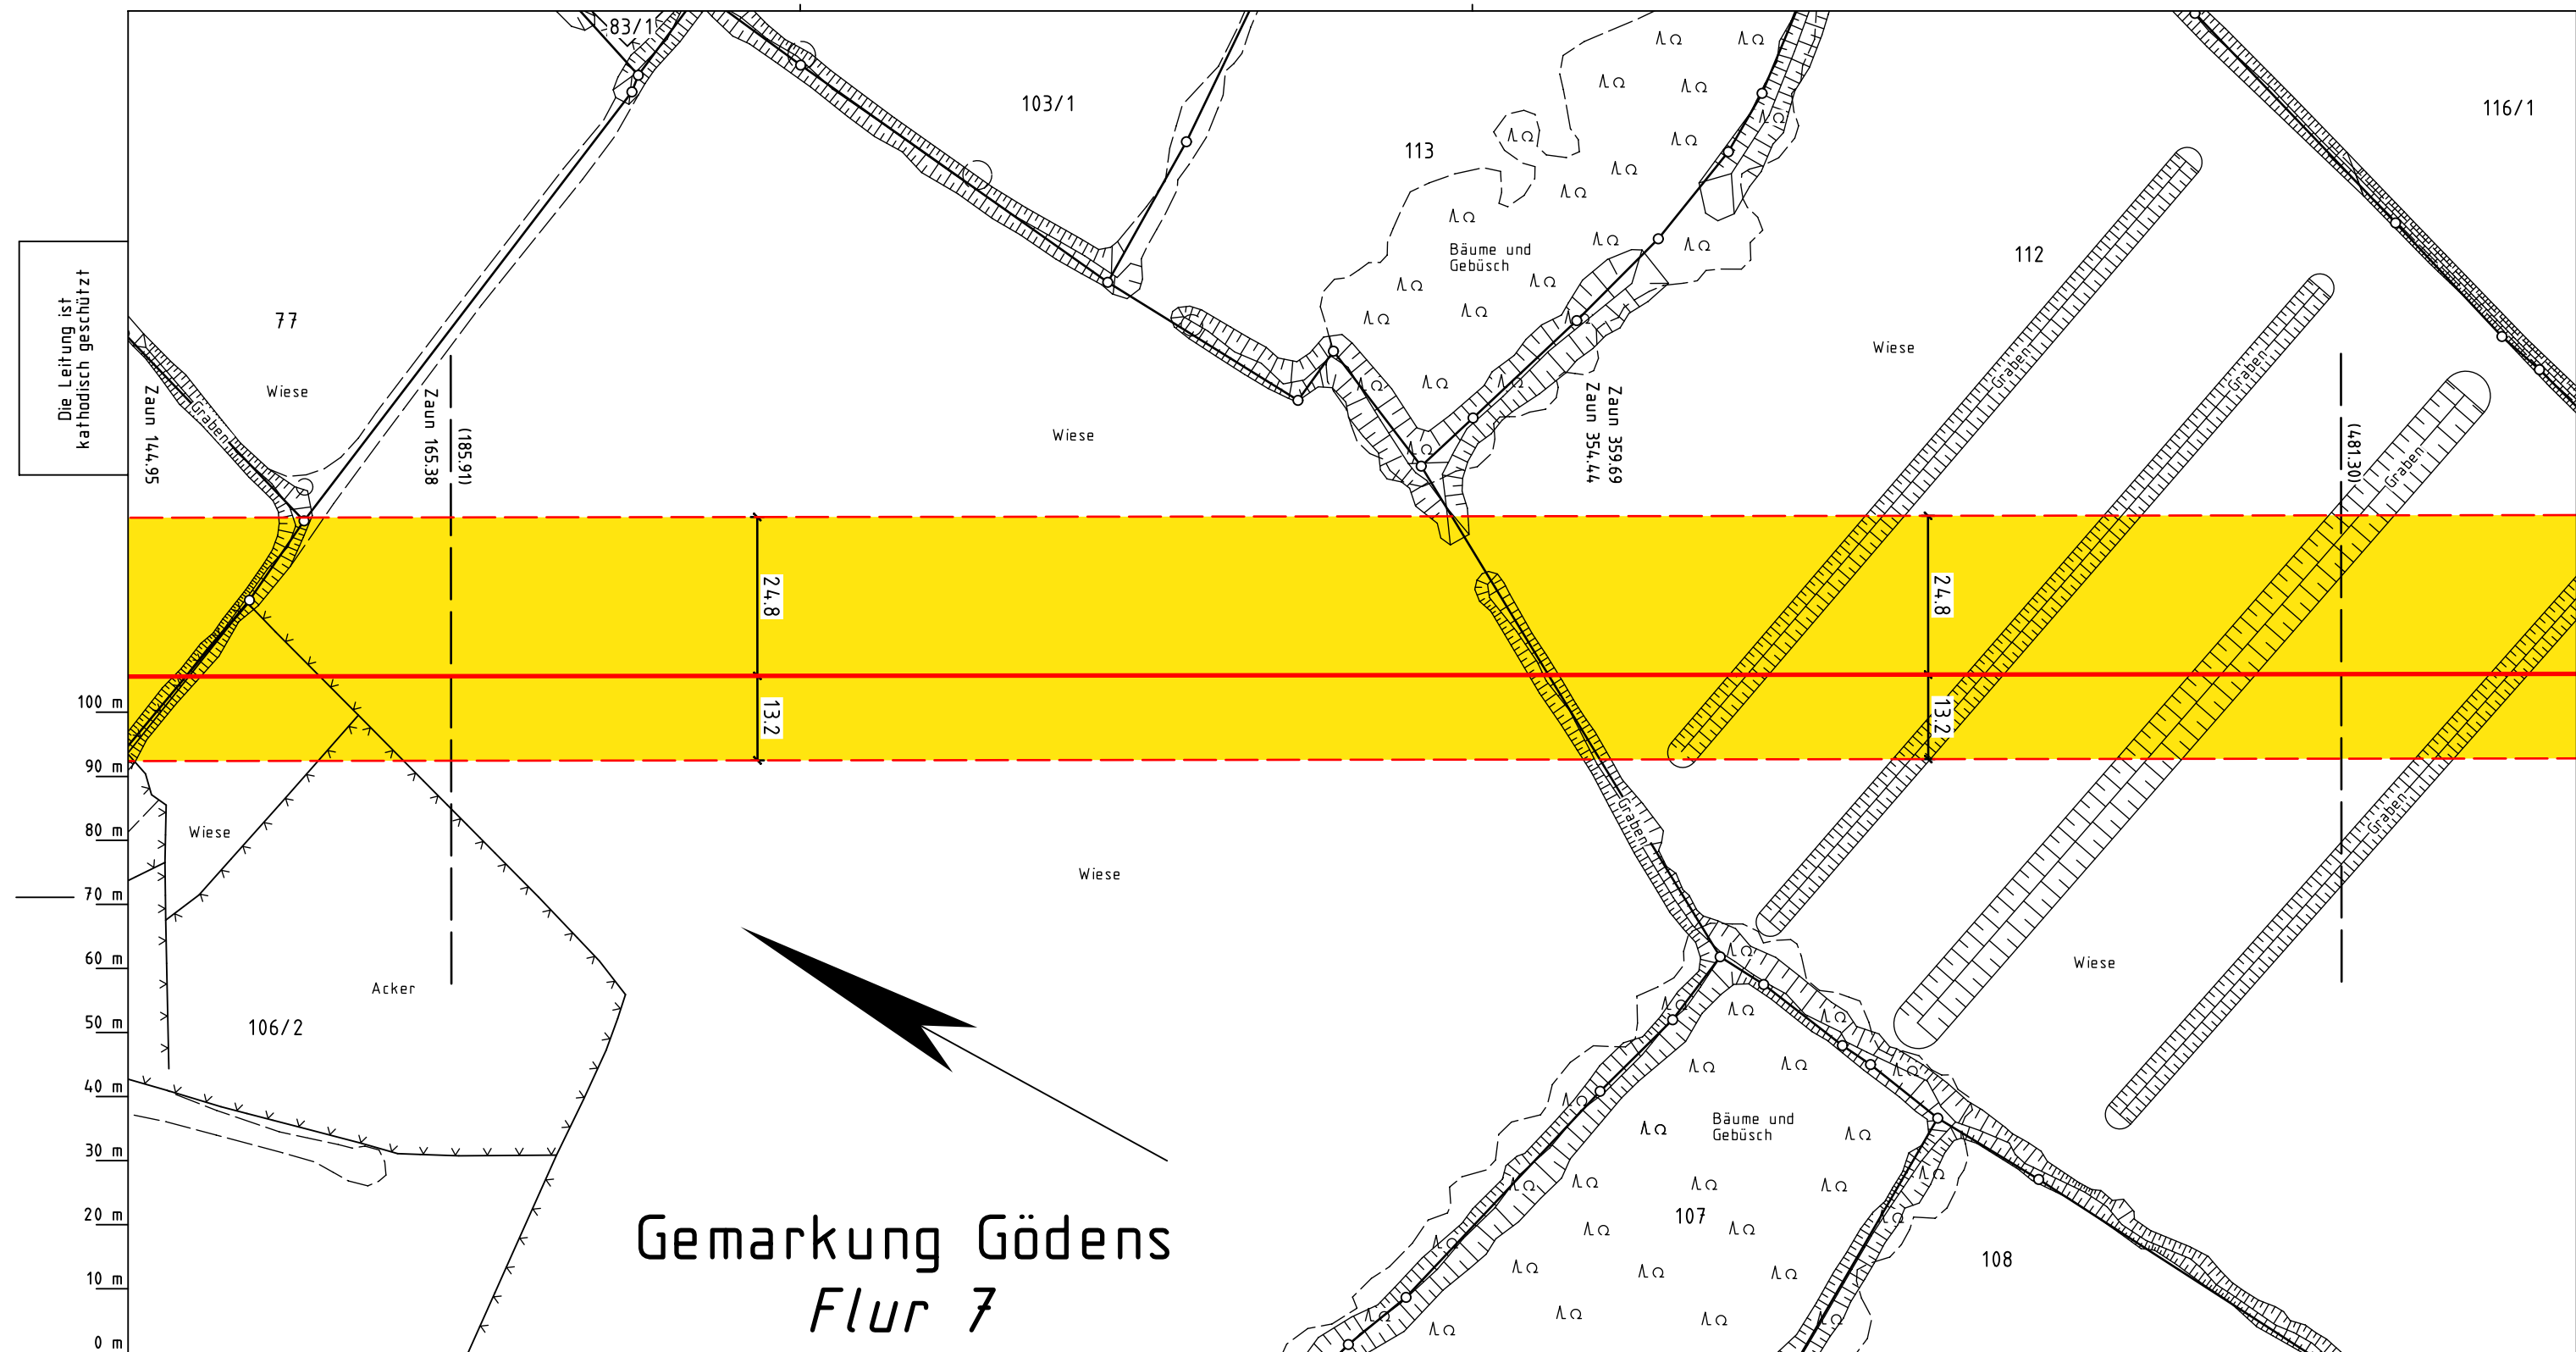 83/1
103/1
113
116/1
112
Bäume und
Gebüsch
Die Leitung ist
kathodisch geschützt
77
Wiese
Wiese
Wiese
Graben
Graben
Graben
Graben
Zaun 144.95
Zaun 165.38
(185.91)
Zaun 359.69
Zaun 354.44
(481.30)
24.8
24.8
13.2
13.2
100 m
90 m
80 m
70 m
60 m
50 m
40 m
30 m
20 m
10 m
0 m
Graben
Graben
Wiese
Wiese
Wiese
Acker
106/2
Bäume und
Gebüsch
107
108
Gemarkung Gödens
Flur 7